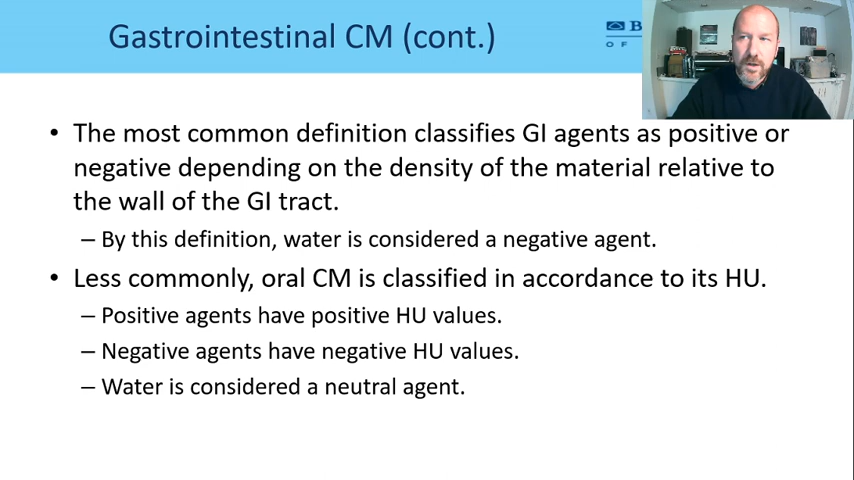 Gastrointestinal CM (cont.)
B
OF
• The most common definition classifies GI agents as positive or
negative depending on the density of the material relative to
the wall of the GI tract.
– By this definition, water is considered a negative agent.
• Less commonly, oral CM is classified in accordance to its HU.
– Positive agents have positive HU values.
– Negative agents have negative HU values.
– Water is considered a neutral agent.